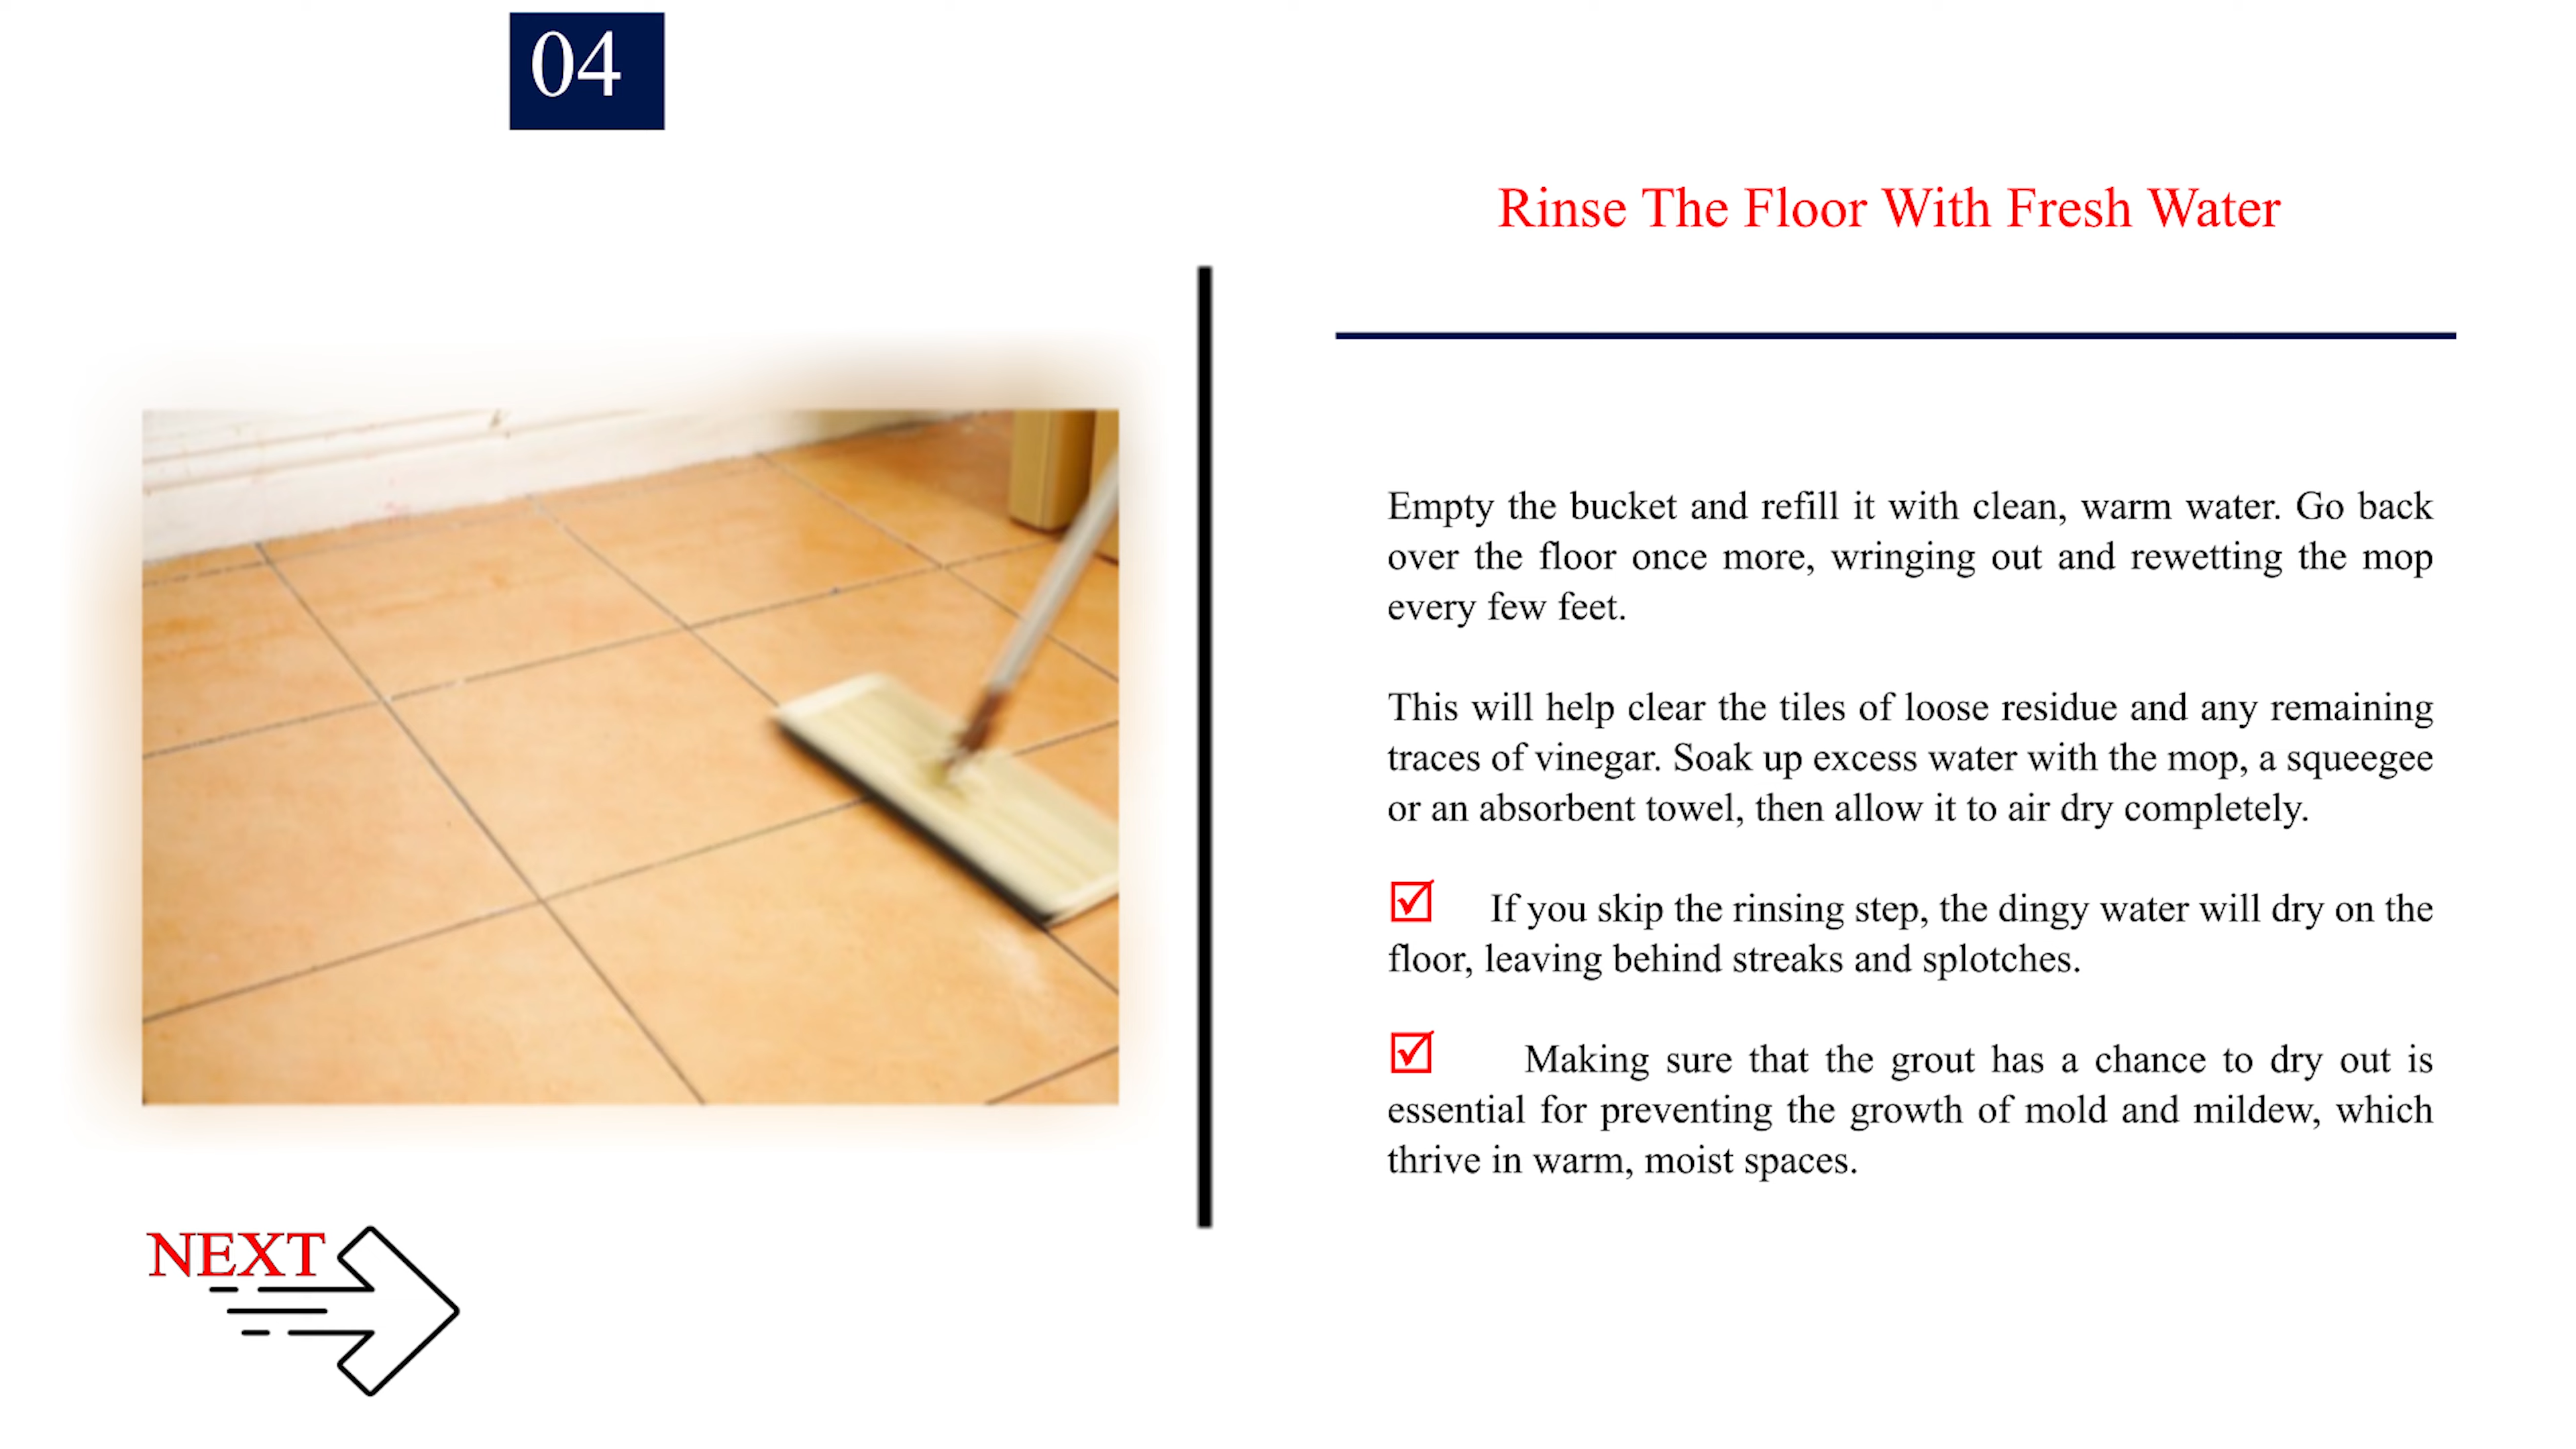 04
Rinse The Floor With Fresh Water
Empty the bucket and refill it with clean, warm water. Go back
over the floor once more, wringing out and rewetting the mop
every few feet.
This will help clear the tiles of loose residue and any remaining
traces of vinegar. Soak up excess water with the mop, a squeegee
or an absorbent towel, then allow it to air dry completely.
If you skip the rinsing step, the dingy water will dry on the
floor, leaving behind streaks and splotches.
Making sure that the grout has a chance to dry out is
essential for preventing the growth of mold and mildew, which
thrive in warm, moist spaces.
NEXT